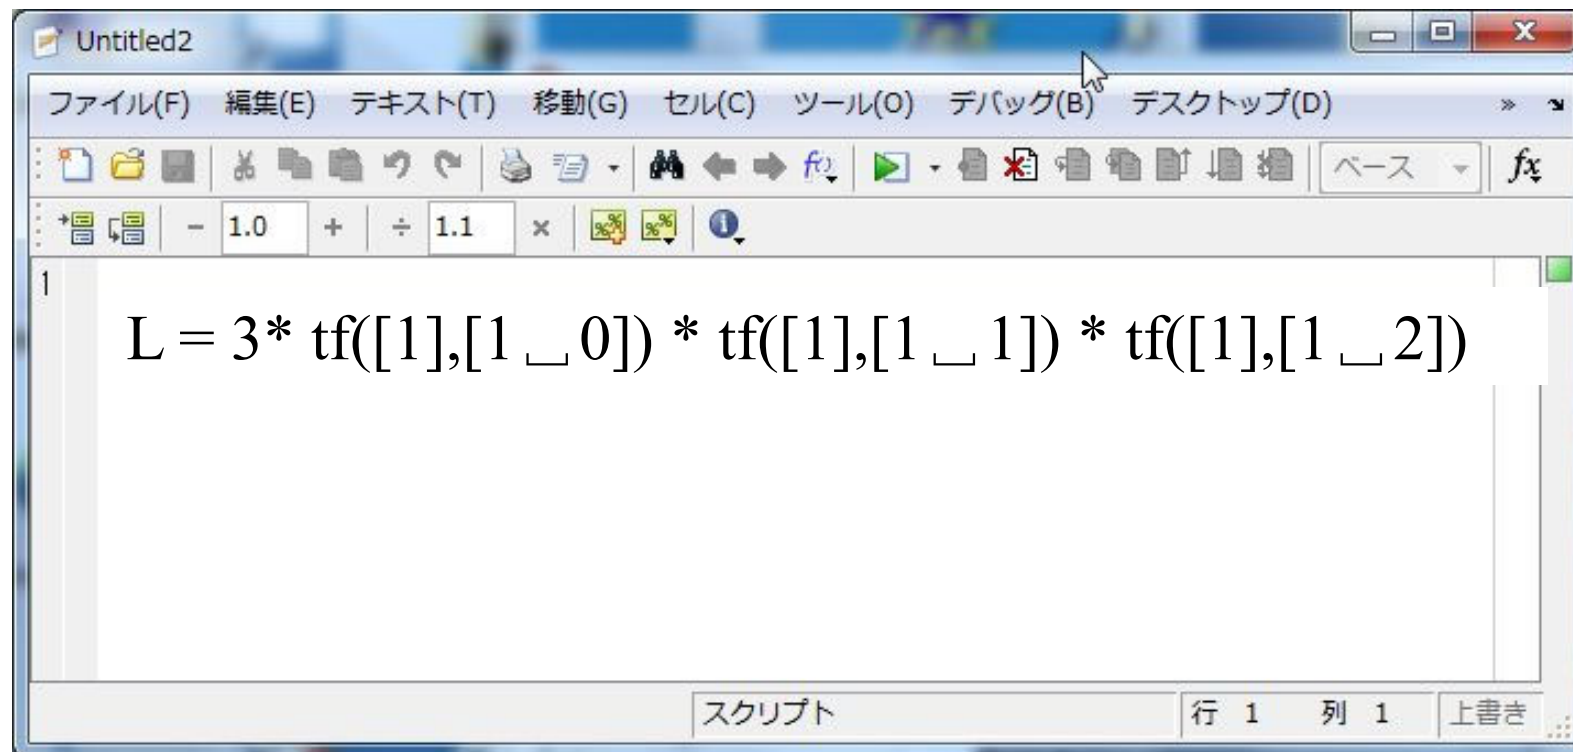 Untitled2
ファイル(F) 編集(E) テキスト(T) 移動(G) セル(C) ツール(O) デバッグ(B) デスクトップ(D) »
ベース fx
− 1.0 + ÷ 1.1 ×
1
L = 3* tf([1],[1 ⎵ 0]) * tf([1],[1 ⎵ 1]) * tf([1],[1 ⎵ 2])
スクリプト 行 1 列 1 上書き